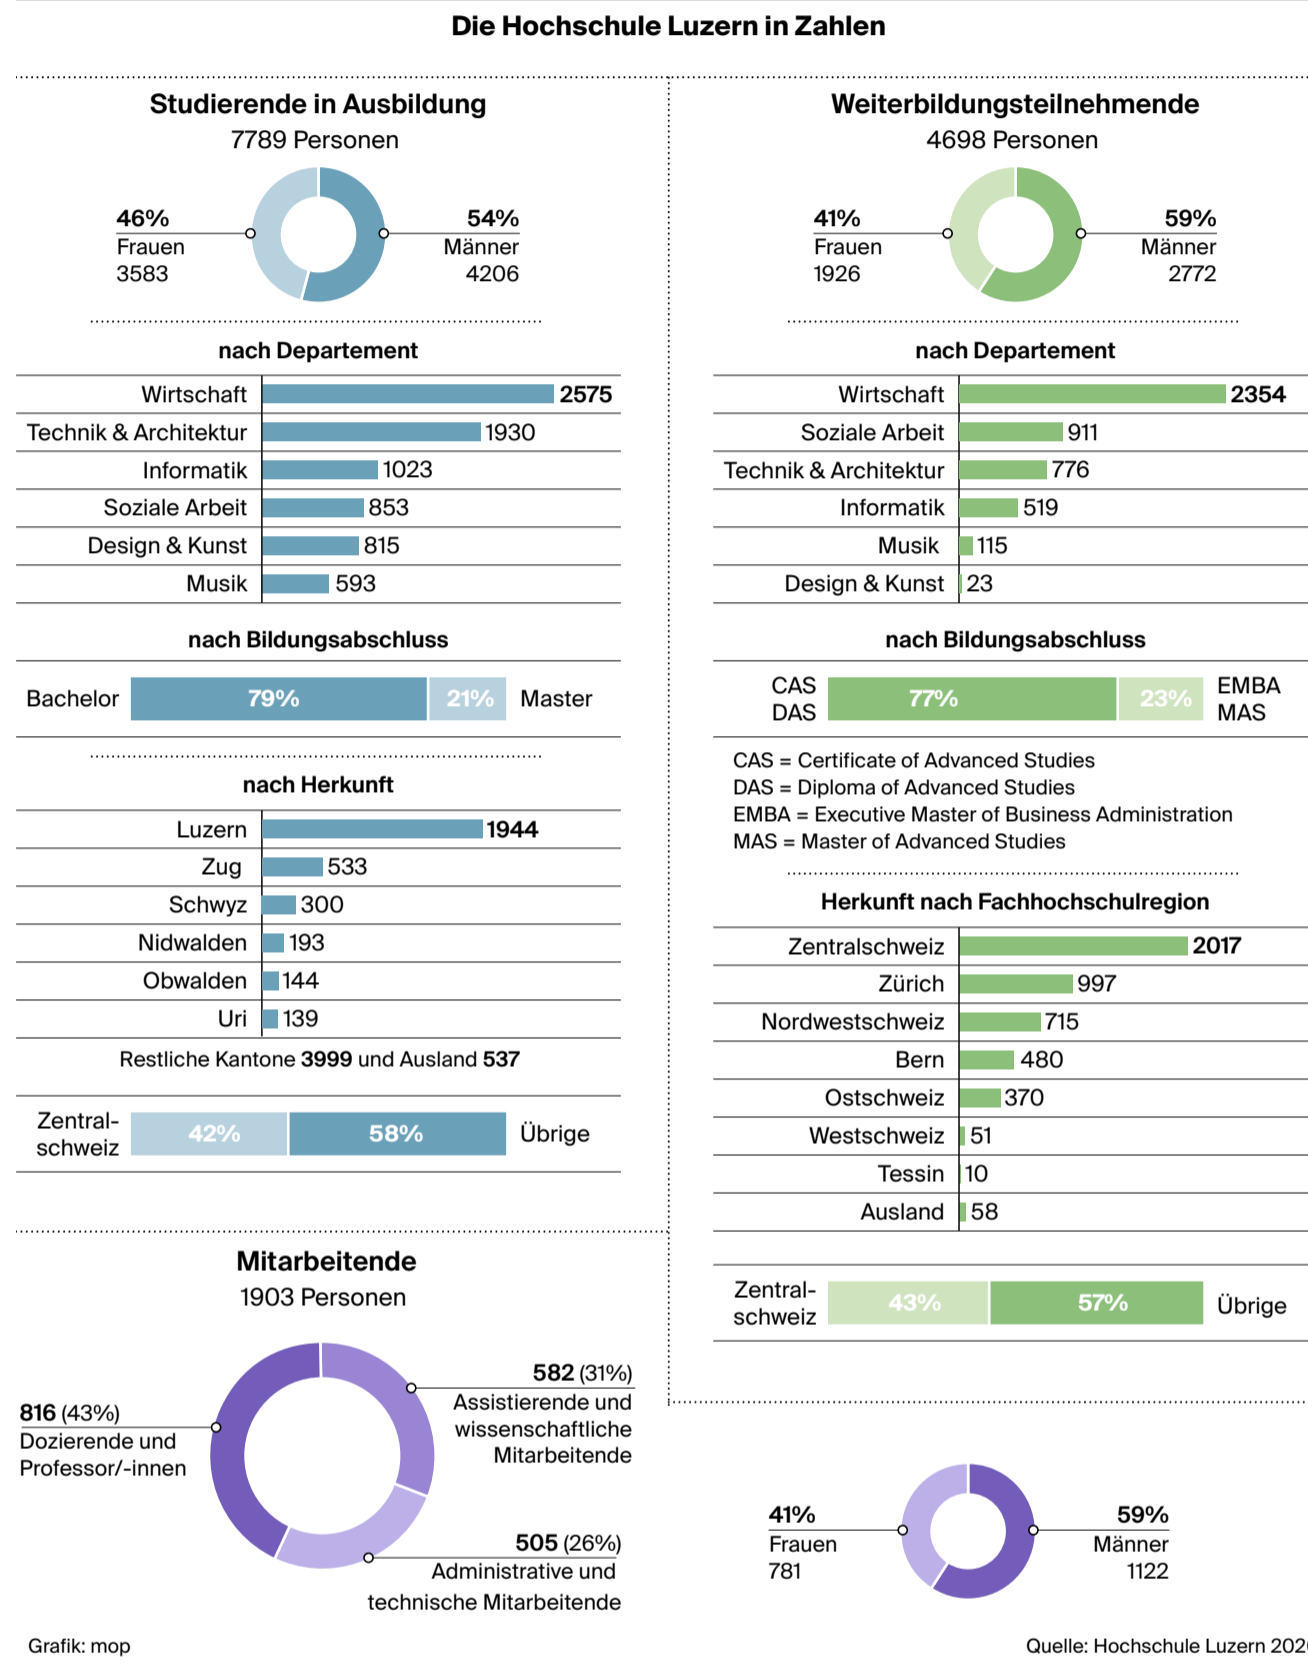 Die Hochschule Luzern in Zahlen
Studierende in Ausbildung
7789 Personen
46%
Frauen
3583
54%
Männer
4206
nach Departement
Wirtschaft 2575
Technik & Architektur 1930
Informatik 1023
Soziale Arbeit 853
Design & Kunst 815
Musik 593
nach Bildungsabschluss
Bachelor 79% 21% Master
nach Herkunft
Luzern 1944
Zug 533
Schwyz 300
Nidwalden 193
Obwalden 144
Uri 139
Restliche Kantone 3999 und Ausland 537
Zentral-
schweiz
42% 58% Übrige
Weiterbildungsteilnehmende
4698 Personen
41%
Frauen
1926
59%
Männer
2772
nach Departement
Wirtschaft 2354
Soziale Arbeit 911
Technik & Architektur 776
Informatik 519
Musik 115
Design & Kunst 23
nach Bildungsabschluss
CAS
DAS
77% 23%
EMBA
MAS
CAS = Certificate of Advanced Studies
DAS = Diploma of Advanced Studies
EMBA = Executive Master of Business Administration
MAS = Master of Advanced Studies
Herkunft nach Fachhochschulregion
Zentralschweiz 2017
Zürich 997
Nordwestschweiz 715
Bern 480
Ostschweiz 370
Westschweiz 51
Tessin 10
Ausland 58
Zentral-
schweiz
43% 57% Übrige
Mitarbeitende
1903 Personen
582 (31%)
Assistierende und
wissenschaftliche
Mitarbeitende
816 (43%)
Dozierende und
Professor/-innen
505 (26%)
Administrative und
technische Mitarbeitende
41%
Frauen
781
59%
Männer
1122
Grafik: mop
Quelle: Hochschule Luzern